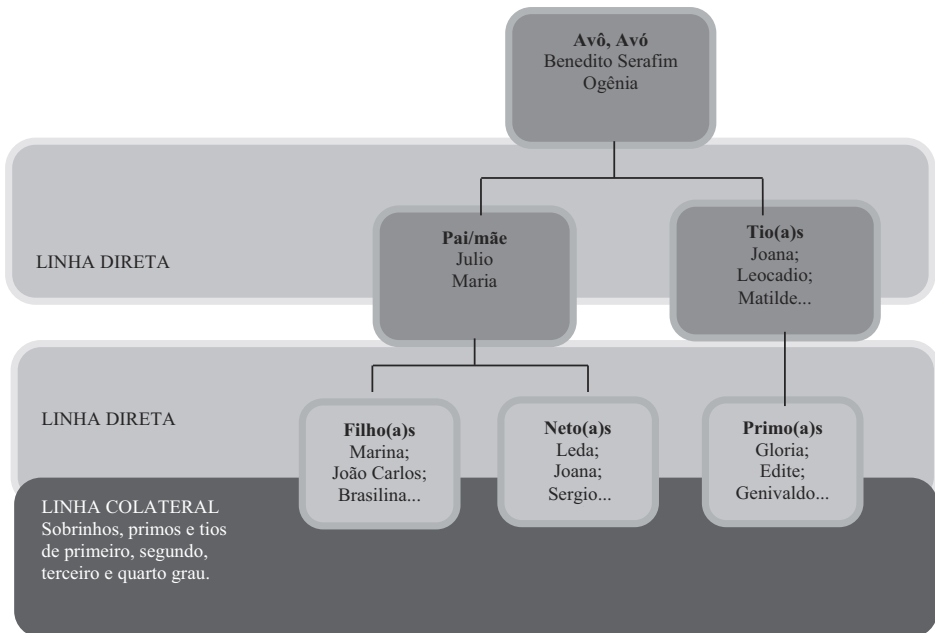 Avô, Avó
Benedito Serafim
Ogênia
LINHA DIRETA
Pai/mãe
Julio
Maria
Tio(a)s
Joana;
Leocadio;
Matilde...
LINHA DIRETA
Filho(a)s
Marina;
João Carlos;
Brasilina...
Neto(a)s
Leda;
Joana;
Sergio...
Primo(a)s
Gloria;
Edite;
Genivaldo...
LINHA COLATERAL
Sobrinhos, primos e tios
de primeiro, segundo,
terceiro e quarto grau.